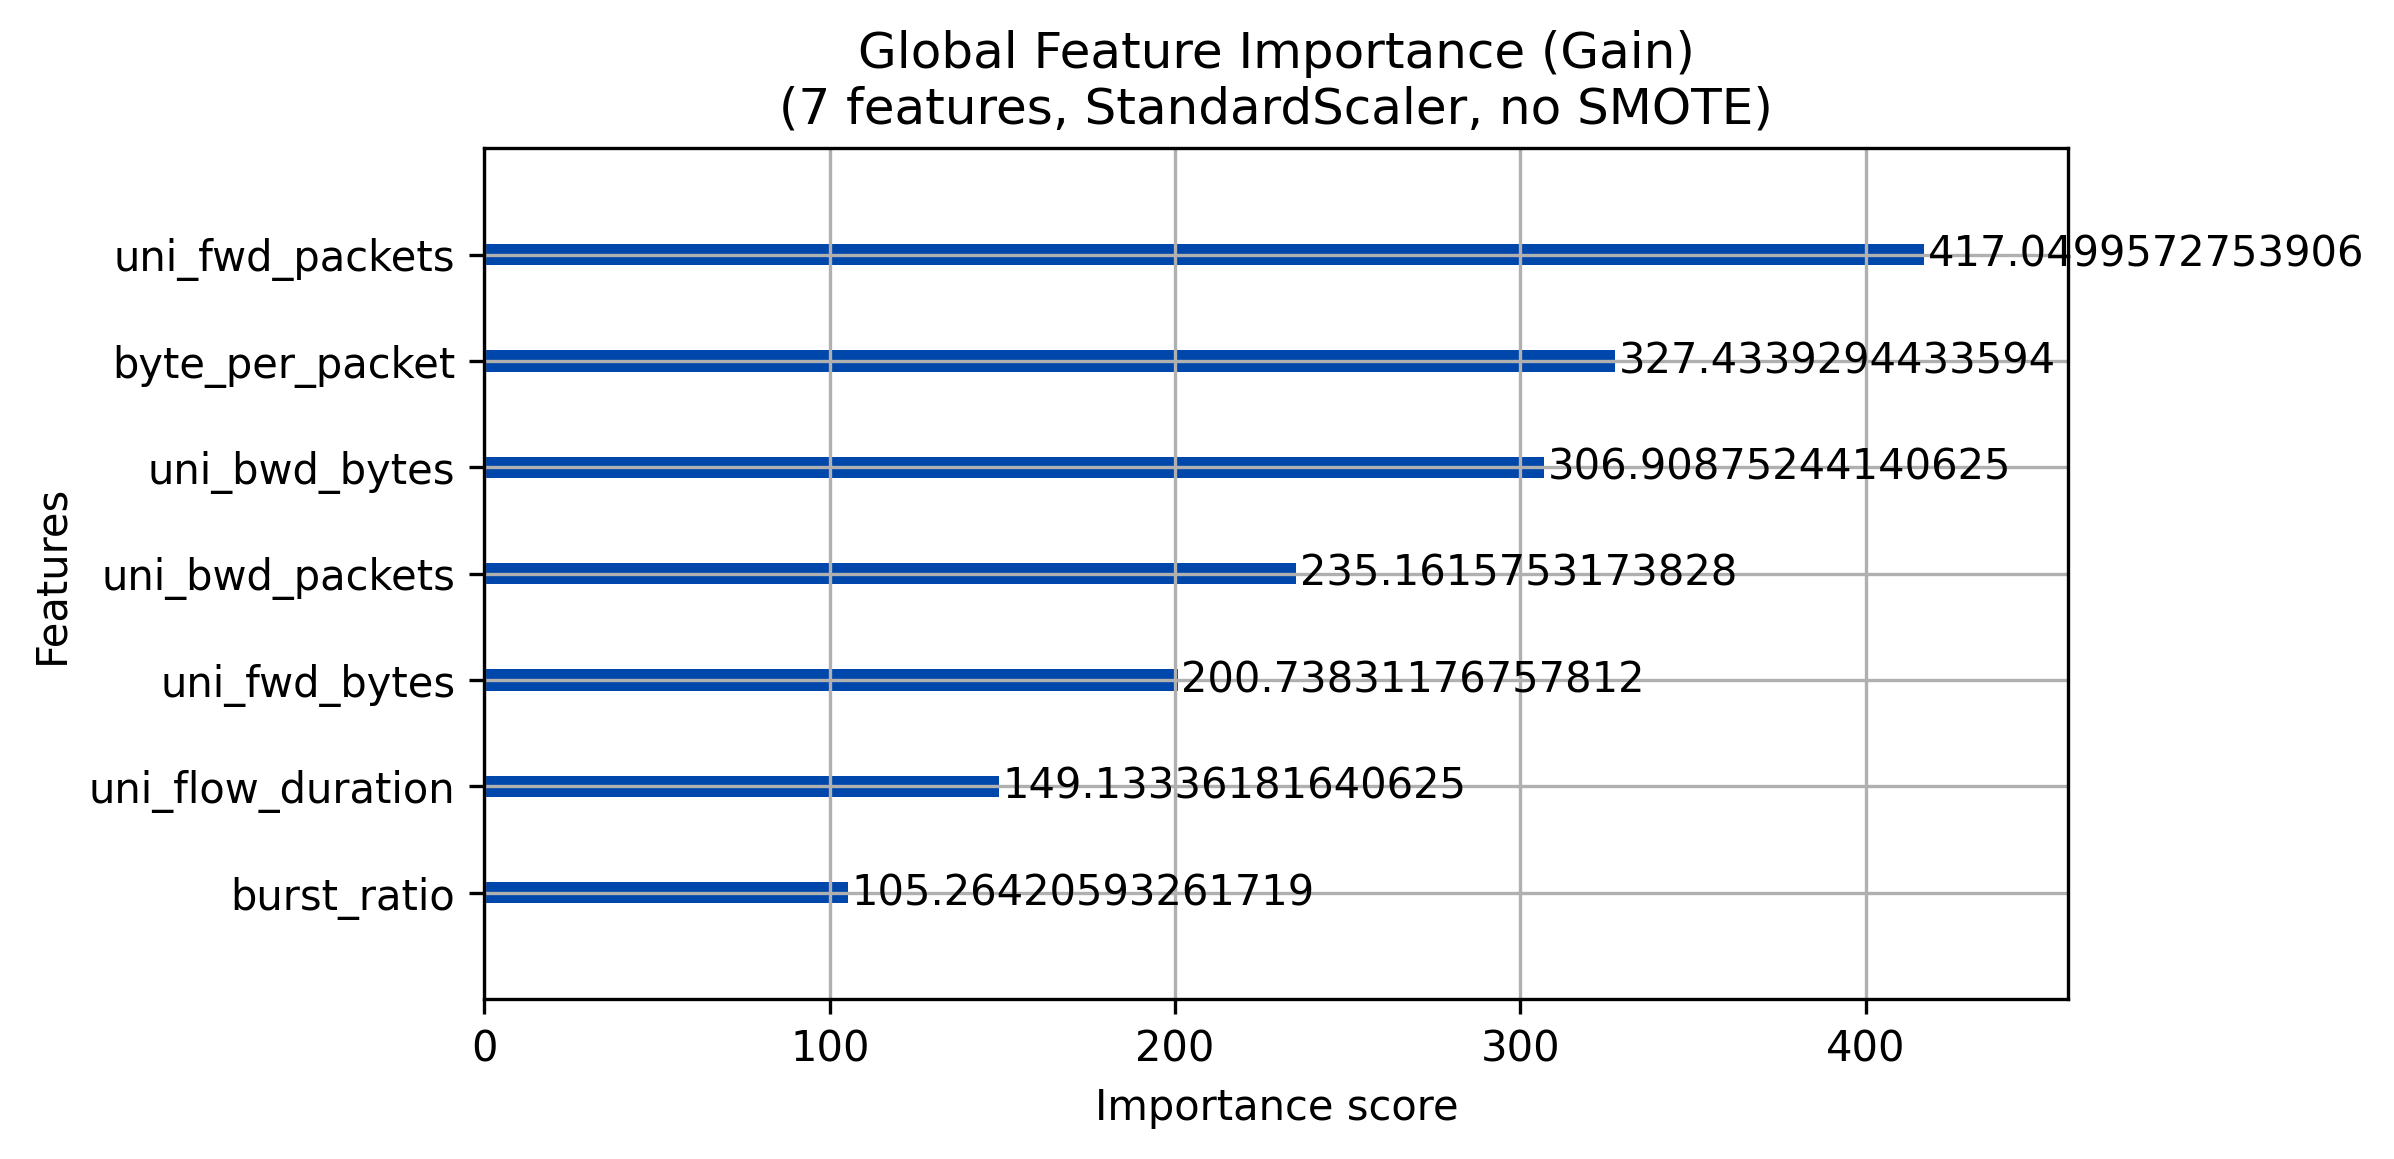 Global Feature Importance (Gain)
(7 features, StandardScaler, no SMOTE)
Features
uni_fwd_packets 417.0499572753906
byte_per_packet 327.4339294433594
uni_bwd_bytes 306.90875244140625
uni_bwd_packets 235.1615753173828
uni_fwd_bytes 200.73831176757812
uni_flow_duration 149.13336181640625
burst_ratio 105.26420593261719
0 100 200 300 400
Importance score